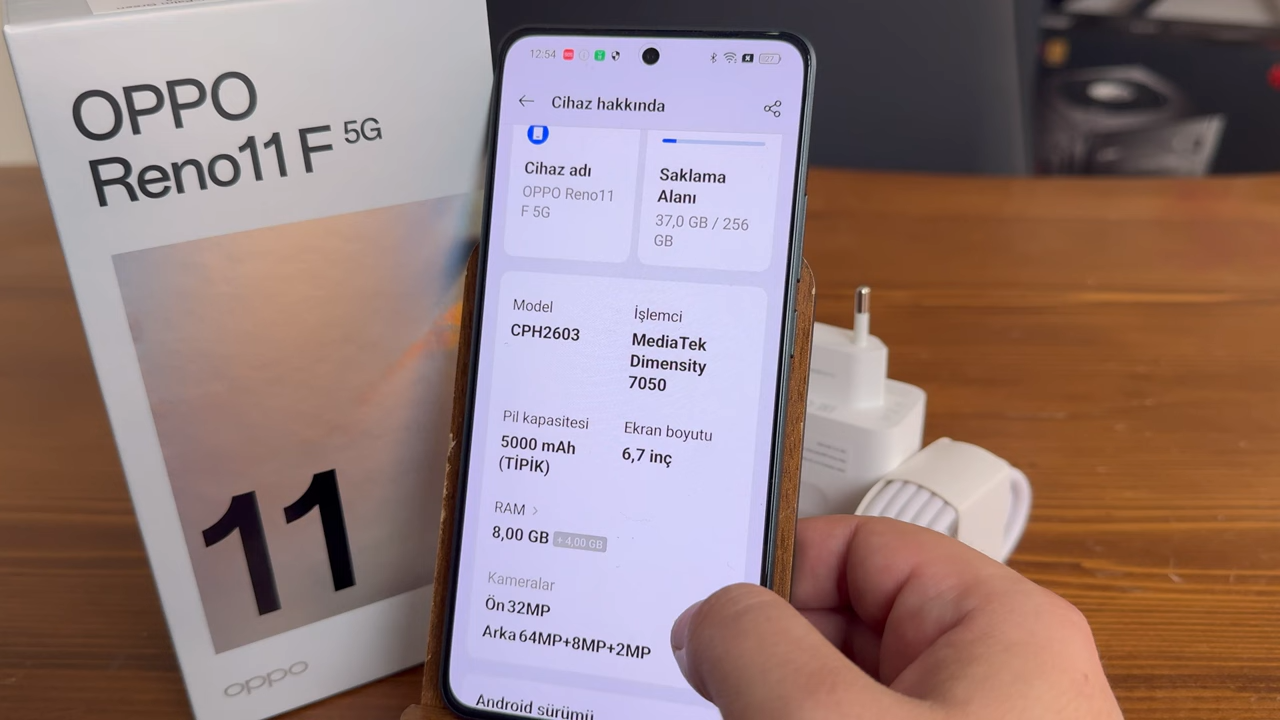 OPPO
Reno11 F 5G
11
oppo
12:54
Cihaz hakkında
Cihaz adı
OPPO Reno11
F 5G
Saklama
Alanı
37,0 GB / 256
GB
Model
CPH2603
İşlemci
MediaTek
Dimensity
7050
Pil kapasitesi
5000 mAh
(TİPİK)
Ekran boyutu
6,7 inç
RAM >
8,00 GB + 4,00 GB
Kameralar
Ön 32MP
Arka 64MP+8MP+2MP
Android sürümü